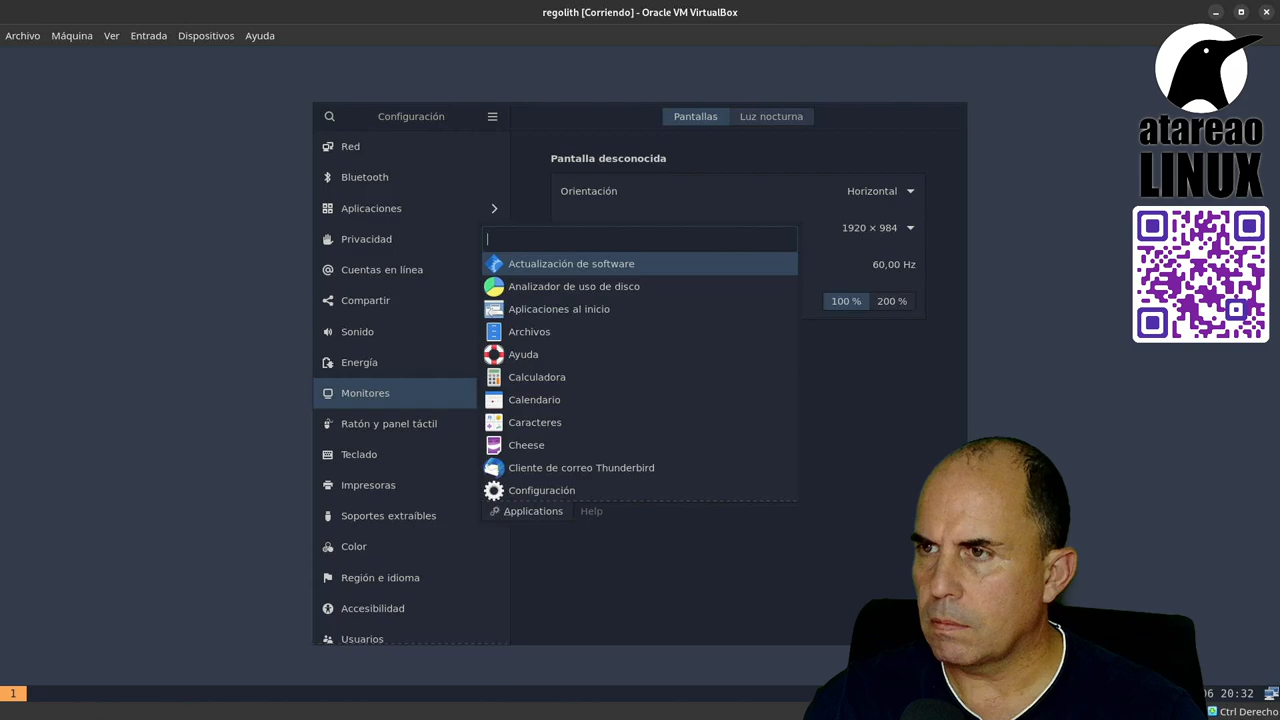 regolith [Corriendo] - Oracle VM VirtualBox
Archivo Máquina Ver Entrada Dispositivos Ayuda
atareao
LINUX
Configuración
Pantallas Luz nocturna
Red
Bluetooth
Aplicaciones
Privacidad
Cuentas en línea
Compartir
Sonido
Energía
Monitores
Ratón y panel táctil
Teclado
Impresoras
Soportes extraíbles
Color
Región e idioma
Accesibilidad
Usuarios
Pantalla desconocida
Orientación Horizontal
1920 × 984
60,00 Hz
100 % 200 %
Actualización de software
Analizador de uso de disco
Aplicaciones al inicio
Archivos
Ayuda
Calculadora
Calendario
Caracteres
Cheese
Cliente de correo Thunderbird
Configuración
Applications Help
1
20:32
Ctrl Derecho